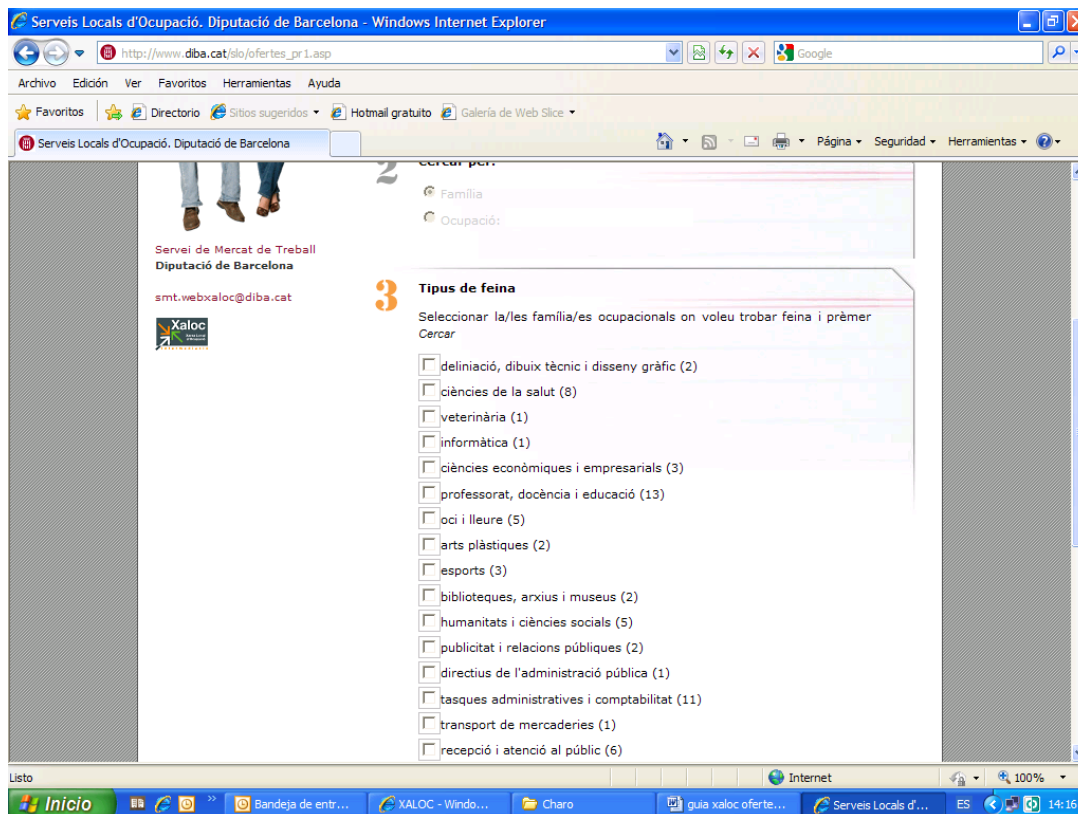 Serveis Locals d'Ocupació. Diputació de Barcelona - Windows Internet Explorer
http://www.diba.cat/slo/ofertes_pr1.asp
Google
Archivo Edición Ver Favoritos Herramientas Ayuda
Favoritos Directorio Sitios sugeridos Hotmail gratuito Galería de Web Slice
Serveis Locals d'Ocupació. Diputació de Barcelona
Página Seguridad Herramientas
2 Cercar per:
Família
Ocupació:
Servei de Mercat de Treball
Diputació de Barcelona
smt.webxaloc@diba.cat
Xaloc
3 Tipus de feina
Seleccionar la/les família/es ocupacionals on voleu trobar feina i prèmer
Cercar
deliniació, dibuix tècnic i disseny gràfic (2)
ciències de la salut (8)
veterinària (1)
informàtica (1)
ciències econòmiques i empresarials (3)
professorat, docència i educació (13)
oci i lleure (5)
arts plàstiques (2)
esports (3)
biblioteques, arxius i museus (2)
humanitats i ciències socials (5)
publicitat i relacions públiques (2)
directius de l'administració pública (1)
tasques administratives i comptabilitat (11)
transport de mercaderies (1)
recepció i atenció al públic (6)
Listo Internet 100%
Inicio Bandeja de entr... XALOC - Windo... Charo guia xaloc oferte... Serveis Locals d'... ES 14:16